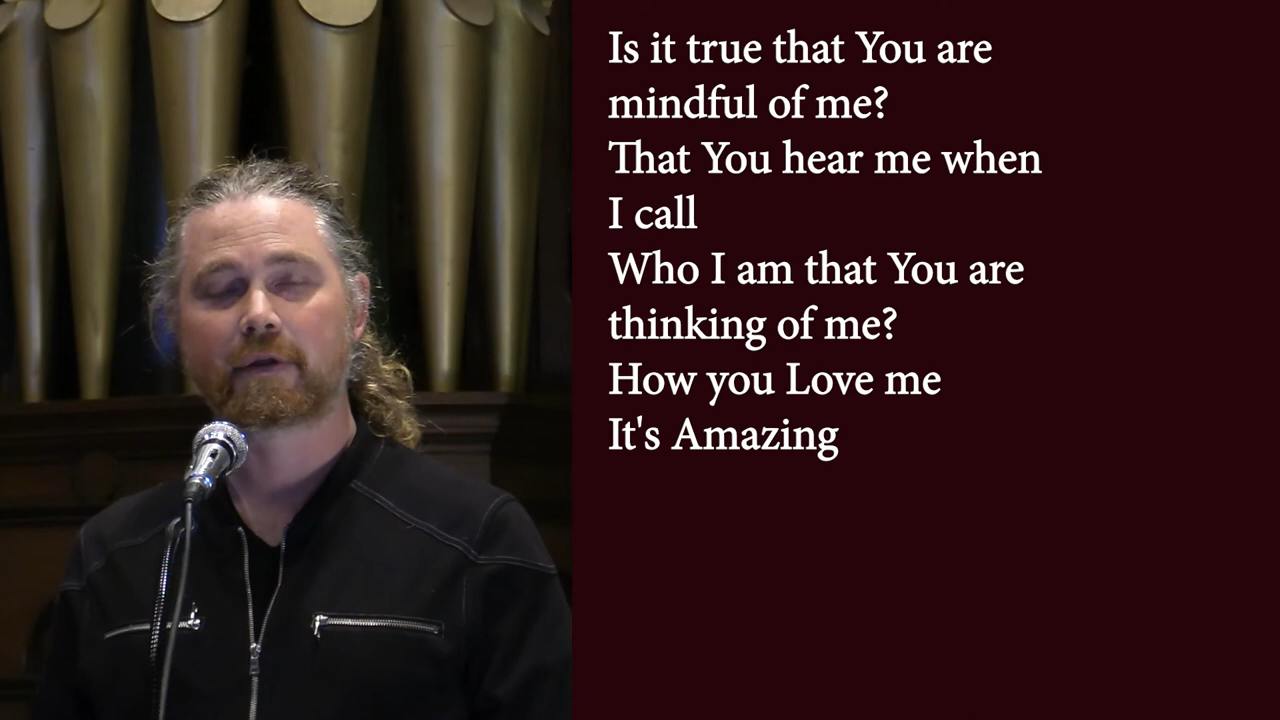 Is it true that You are
mindful of me?
That You hear me when
I call
Who I am that You are
thinking of me?
How you Love me
It's Amazing